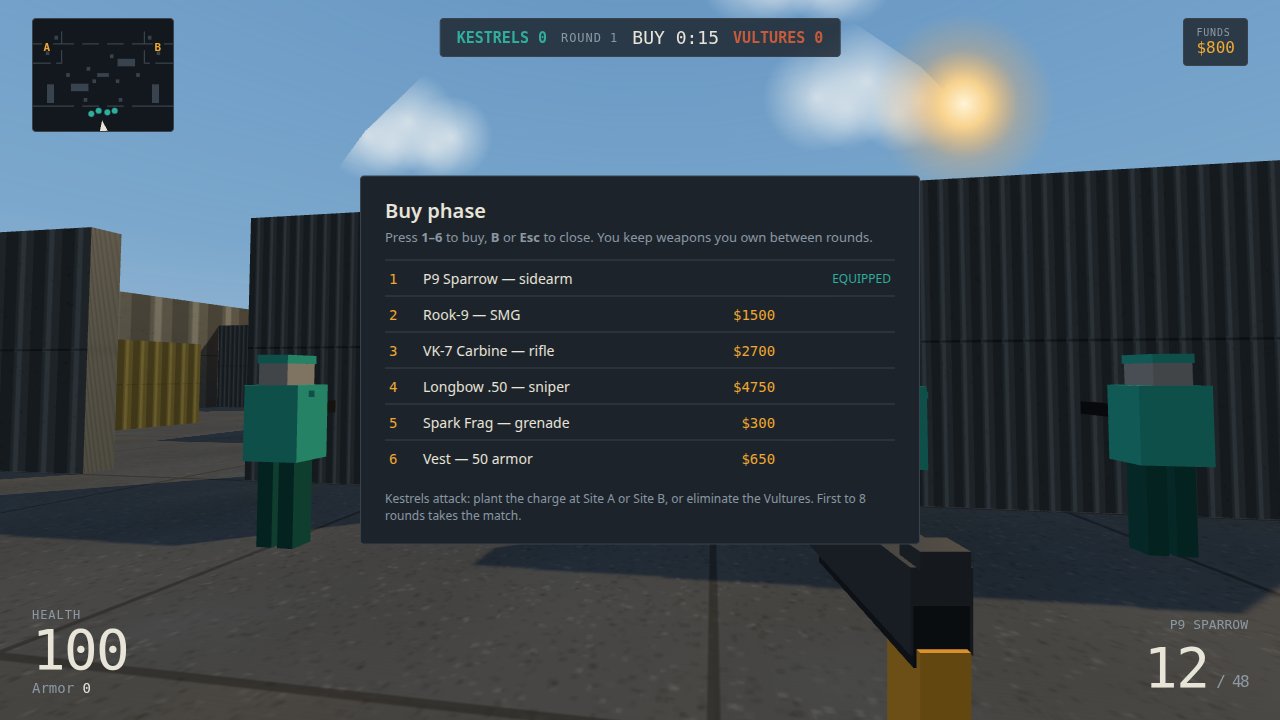 A
B
KESTRELS 0 ROUND 1 BUY 0:15 VULTURES 0
FUNDS
$800
Buy phase
Press 1–6 to buy, B or Esc to close. You keep weapons you own between rounds.
1 P9 Sparrow — sidearm EQUIPPED
2 Rook-9 — SMG $1500
3 VK-7 Carbine — rifle $2700
4 Longbow .50 — sniper $4750
5 Spark Frag — grenade $300
6 Vest — 50 armor $650
Kestrels attack: plant the charge at Site A or Site B, or eliminate the Vultures. First to 8
rounds takes the match.
HEALTH
100
Armor 0
P9 SPARROW
12 / 48